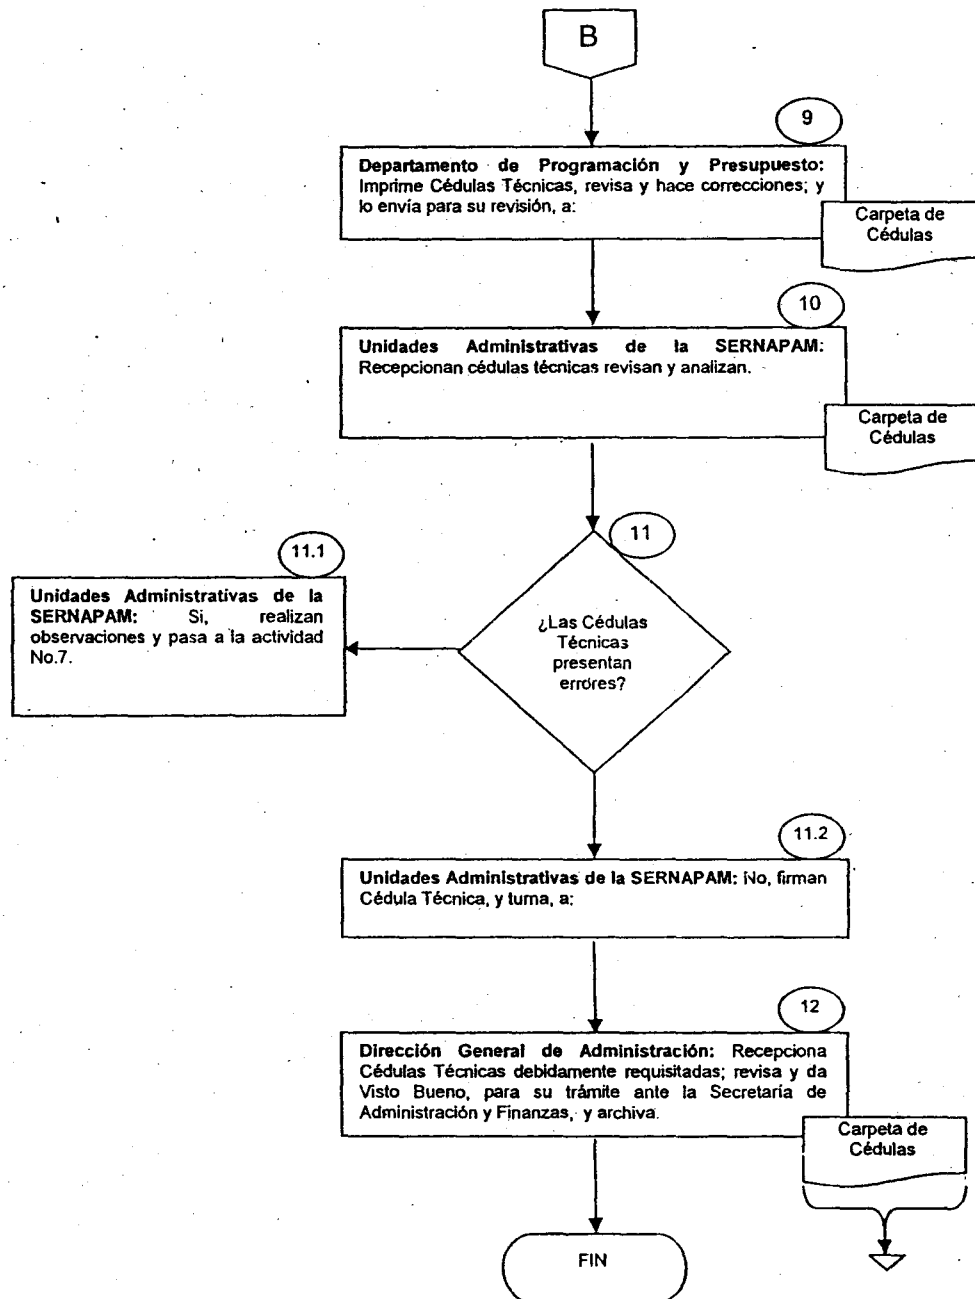 B
9
Departamento de Programación y Presupuesto:
Imprime Cédulas Técnicas, revisa y hace correcciones; y
lo envía para su revisión, a:
Carpeta de
Cédulas
10
Unidades Administrativas de la SERNAPAM:
Recepcionan cédulas técnicas revisan y analizan.
Carpeta de
Cédulas
11
¿Las Cédulas
Técnicas
presentan
errores?
11.1
Unidades Administrativas de la
SERNAPAM: Si, realizan
observaciones y pasa a la actividad
No.7.
11.2
Unidades Administrativas de la SERNAPAM: No, firman
Cédula Técnica, y turna, a:
12
Dirección General de Administración: Recepciona
Cédulas Técnicas debidamente requisitadas; revisa y da
Visto Bueno, para su trámite ante la Secretaría de
Administración y Finanzas, y archiva.
Carpeta de
Cédulas
FIN